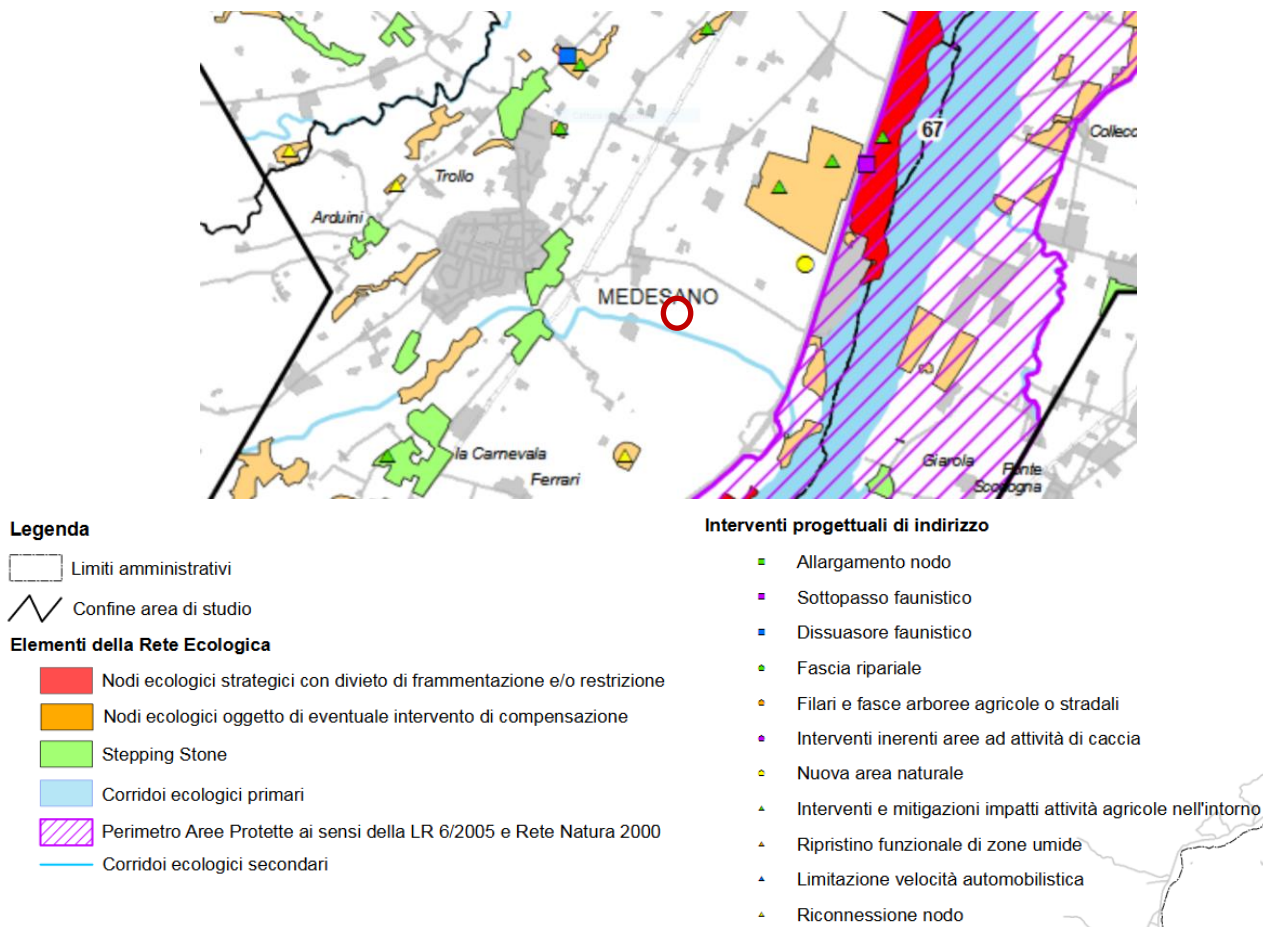 67
Collecc
Trollo
Arduini
MEDESANO
la Carnevala
Ferrari
Giarola
Ponte
Legenda
Limiti amministrativi
Confine area di studio
Elementi della Rete Ecologica
Nodi ecologici strategici con divieto di frammentazione e/o restrizione
Nodi ecologici oggetto di eventuale intervento di compensazione
Stepping Stone
Corridoi ecologici primari
Perimetro Aree Protette ai sensi della LR 6/2005 e Rete Natura 2000
Corridoi ecologici secondari
Interventi progettuali di indirizzo
Allargamento nodo
Sottopasso faunistico
Dissuasore faunistico
Fascia ripariale
Filari e fasce arboree agricole o stradali
Interventi inerenti aree ad attività di caccia
Nuova area naturale
Interventi e mitigazioni impatti attività agricole nell'intorno
Ripristino funzionale di zone umide
Limitazione velocità automobilistica
Riconnessione nodo